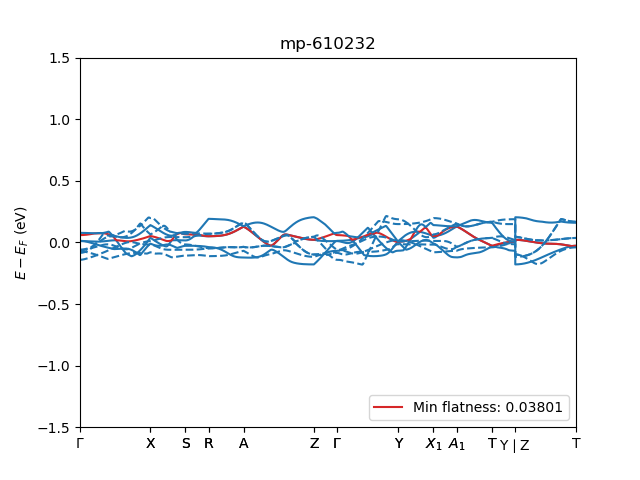 mp-610232
E − E_F (eV)
1.5
1.0
0.5
0.0
−0.5
−1.0
−1.5
Min flatness: 0.03801
Γ X S R A Z Γ Y X₁ A₁ T Y | Z T